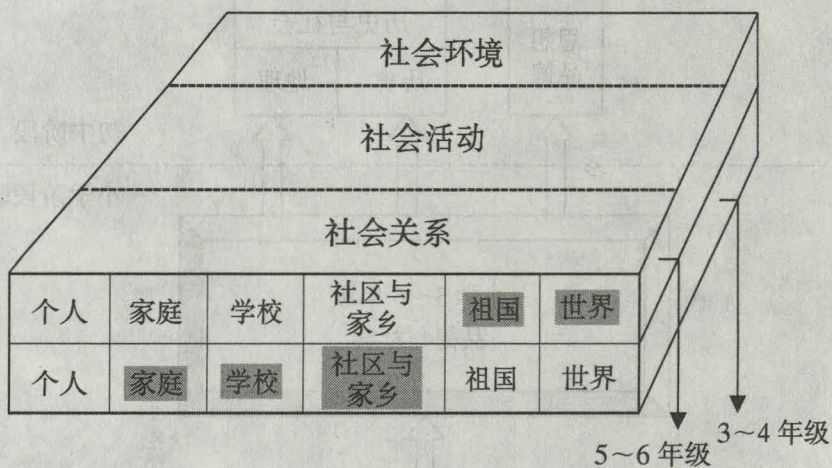 社会环境
社会活动
社会关系
个人 家庭 学校 社区与家乡 祖国 世界
个人 家庭 学校 社区与家乡 祖国 世界
3～4年级
5～6年级